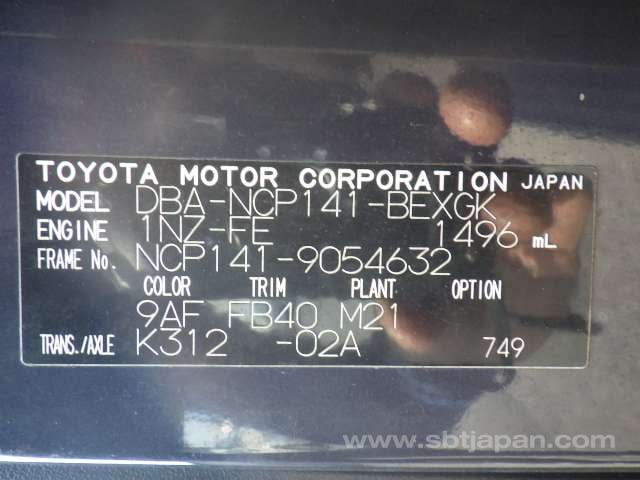 TOYOTA MOTOR CORPORATION JAPAN
MODEL DBA-NCP141-BEXGK
ENGINE 1NZ-FE 1496 mL
FRAME No. NCP141-9054632
COLOR TRIM PLANT OPTION
9AF FB40 M21
TRANS./AXLE K312 -02A 749
www.sbtjapan.com